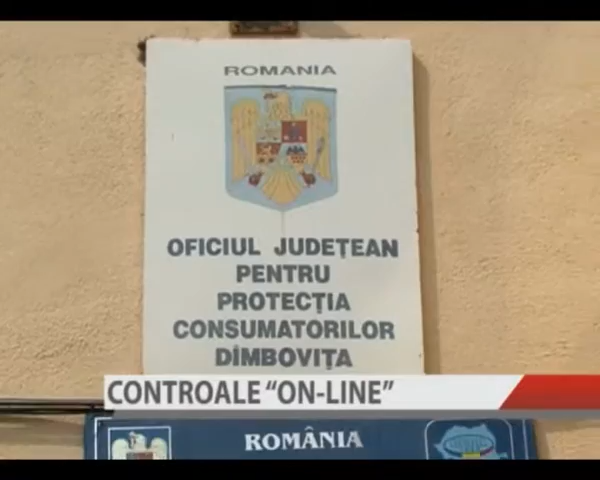 ROMANIA
OFICIUL JUDEȚEAN
PENTRU
PROTECȚIA
CONSUMATORILOR
DÎMBOVIȚA
CONTROALE "ON-LINE"
ROMÂNIA